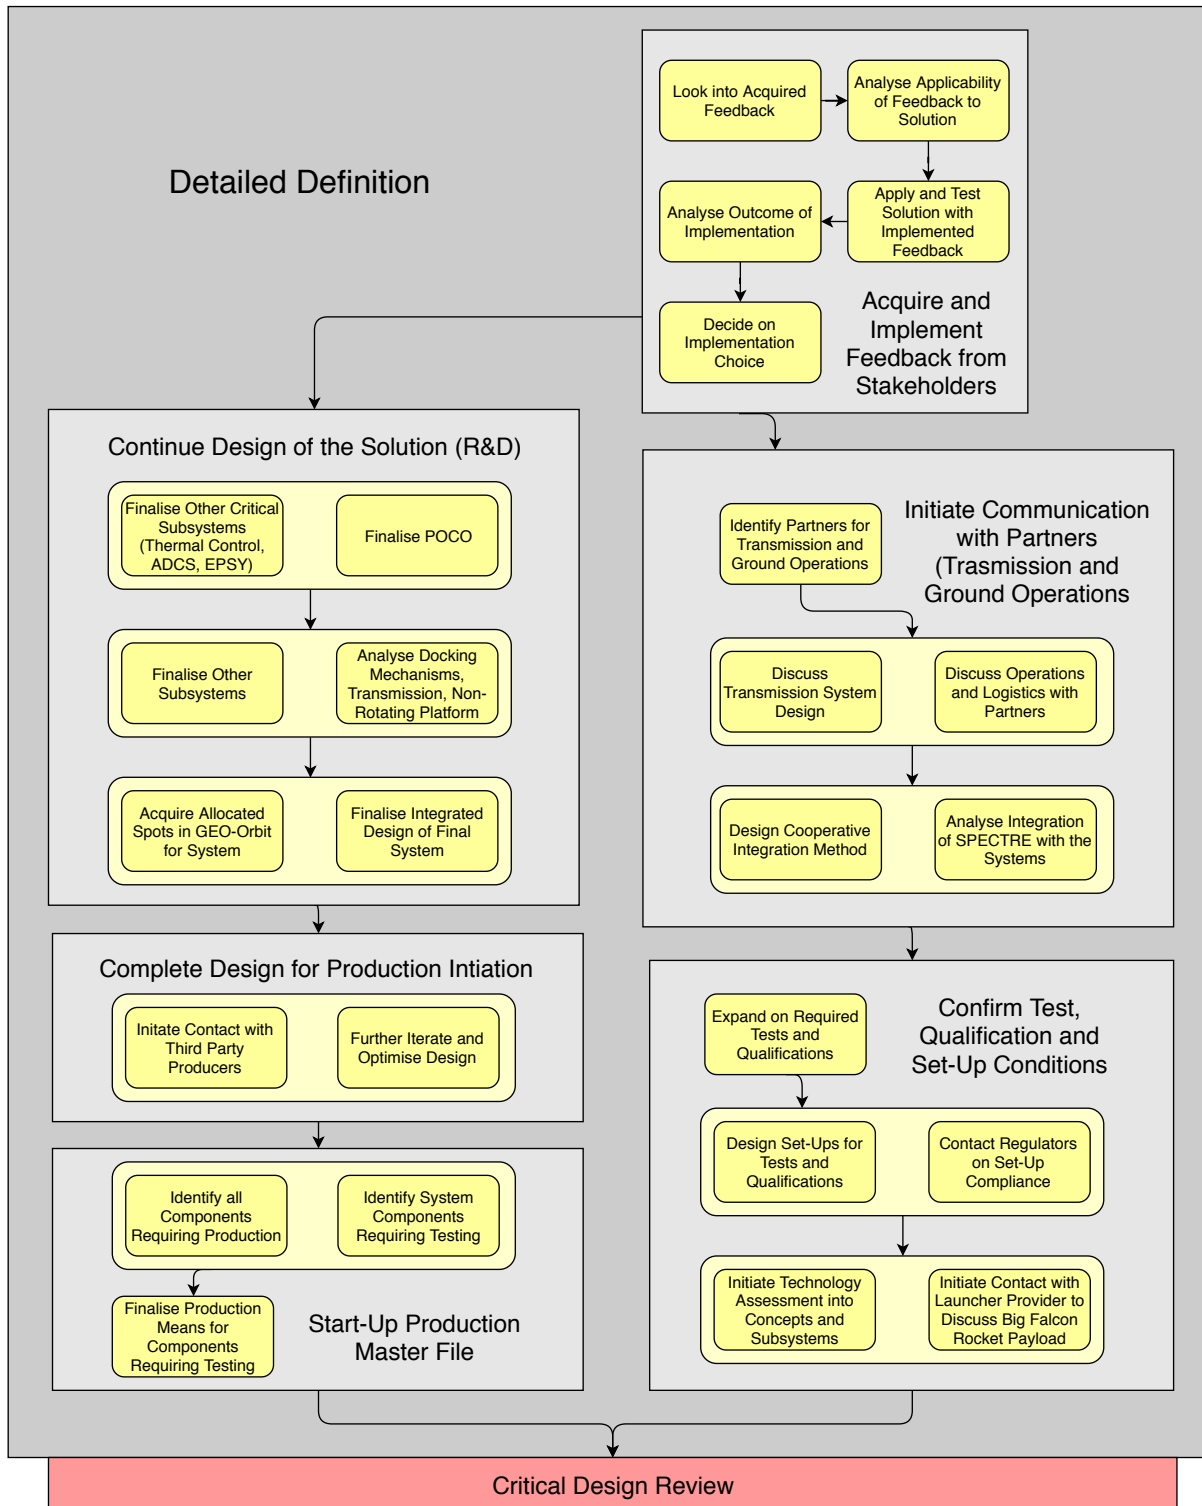 Detailed Definition
Look into Acquired
Feedback
Analyse Applicability
of Feedback to
Solution
Analyse Outcome of
Implementation
Apply and Test
Solution with
Implemented
Feedback
Decide on
Implementation
Choice
Acquire and
Implement
Feedback from
Stakeholders
Continue Design of the Solution (R&D)
Finalise Other Critical
Subsystems
(Thermal Control,
ADCS, EPSY)
Finalise POCO
Finalise Other
Subsystems
Analyse Docking
Mechanisms,
Transmission, Non-
Rotating Platform
Acquire Allocated
Spots in GEO-Orbit
for System
Finalise Integrated
Design of Final
System
Identify Partners for
Transmission and
Ground Operations
Initiate Communication
with Partners
(Trasmission and
Ground Operations
Discuss
Transmission System
Design
Discuss Operations
and Logistics with
Partners
Design Cooperative
Integration Method
Analyse Integration
of SPECTRE with the
Systems
Complete Design for Production Intiation
Initate Contact with
Third Party
Producers
Further Iterate and
Optimise Design
Expand on Required
Tests and
Qualifications
Confirm Test,
Qualification and
Set-Up Conditions
Design Set-Ups for
Tests and
Qualifications
Contact Regulators
on Set-Up
Compliance
Initiate Technology
Assessment into
Concepts and
Subsystems
Initiate Contact with
Launcher Provider to
Discuss Big Falcon
Rocket Payload
Identify all
Components
Requiring Production
Identify System
Components
Requiring Testing
Finalise Production
Means for
Components
Requiring Testing
Start-Up Production
Master File
Critical Design Review